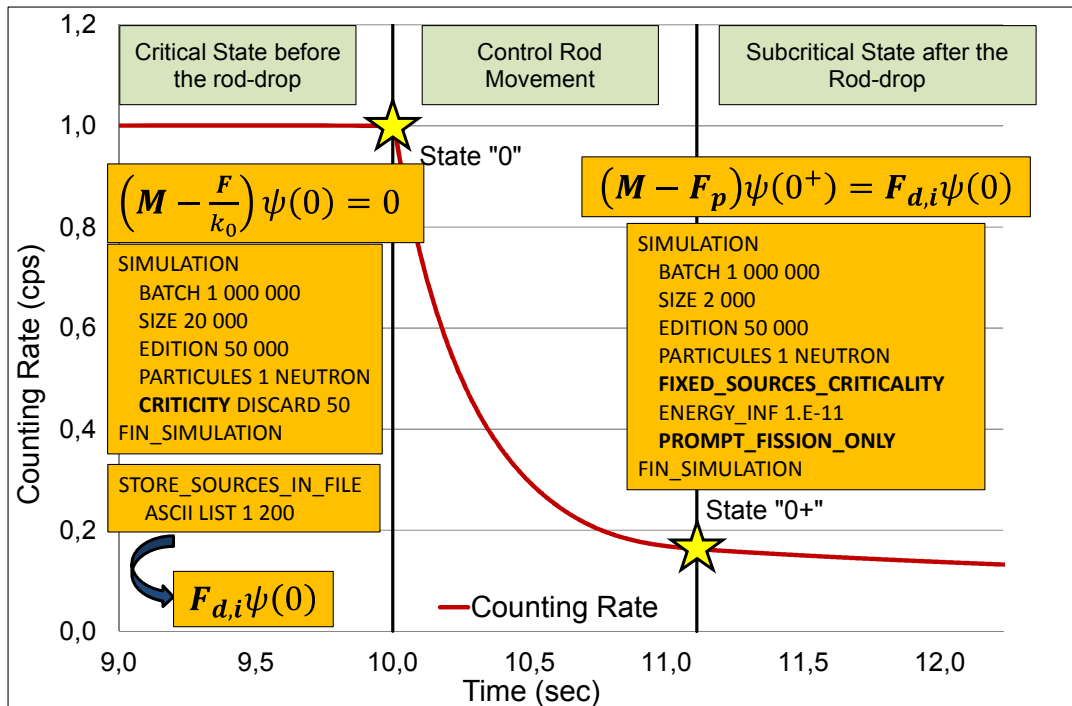 Critical State before
the rod-drop
Control Rod
Movement
Subcritical State after the
Rod-drop
1,2
1,0
0,8
0,6
0,4
0,2
0,0
Counting Rate (cps)
State "0"
(M − F/k₀) ψ(0) = 0
SIMULATION
BATCH 1 000 000
SIZE 20 000
EDITION 50 000
PARTICULES 1 NEUTRON
CRITICITY DISCARD 50
FIN_SIMULATION
STORE_SOURCES_IN_FILE
ASCII LIST 1 200
F_{d,i}ψ(0)
(M − F_p)ψ(0⁺) = F_{d,i}ψ(0)
SIMULATION
BATCH 1 000 000
SIZE 2 000
EDITION 50 000
PARTICULES 1 NEUTRON
FIXED_SOURCES_CRITICALITY
ENERGY_INF 1.E-11
PROMPT_FISSION_ONLY
FIN_SIMULATION
State "0+"
Counting Rate
9,0 9,5 10,0 10,5 11,0 11,5 12,0
Time (sec)